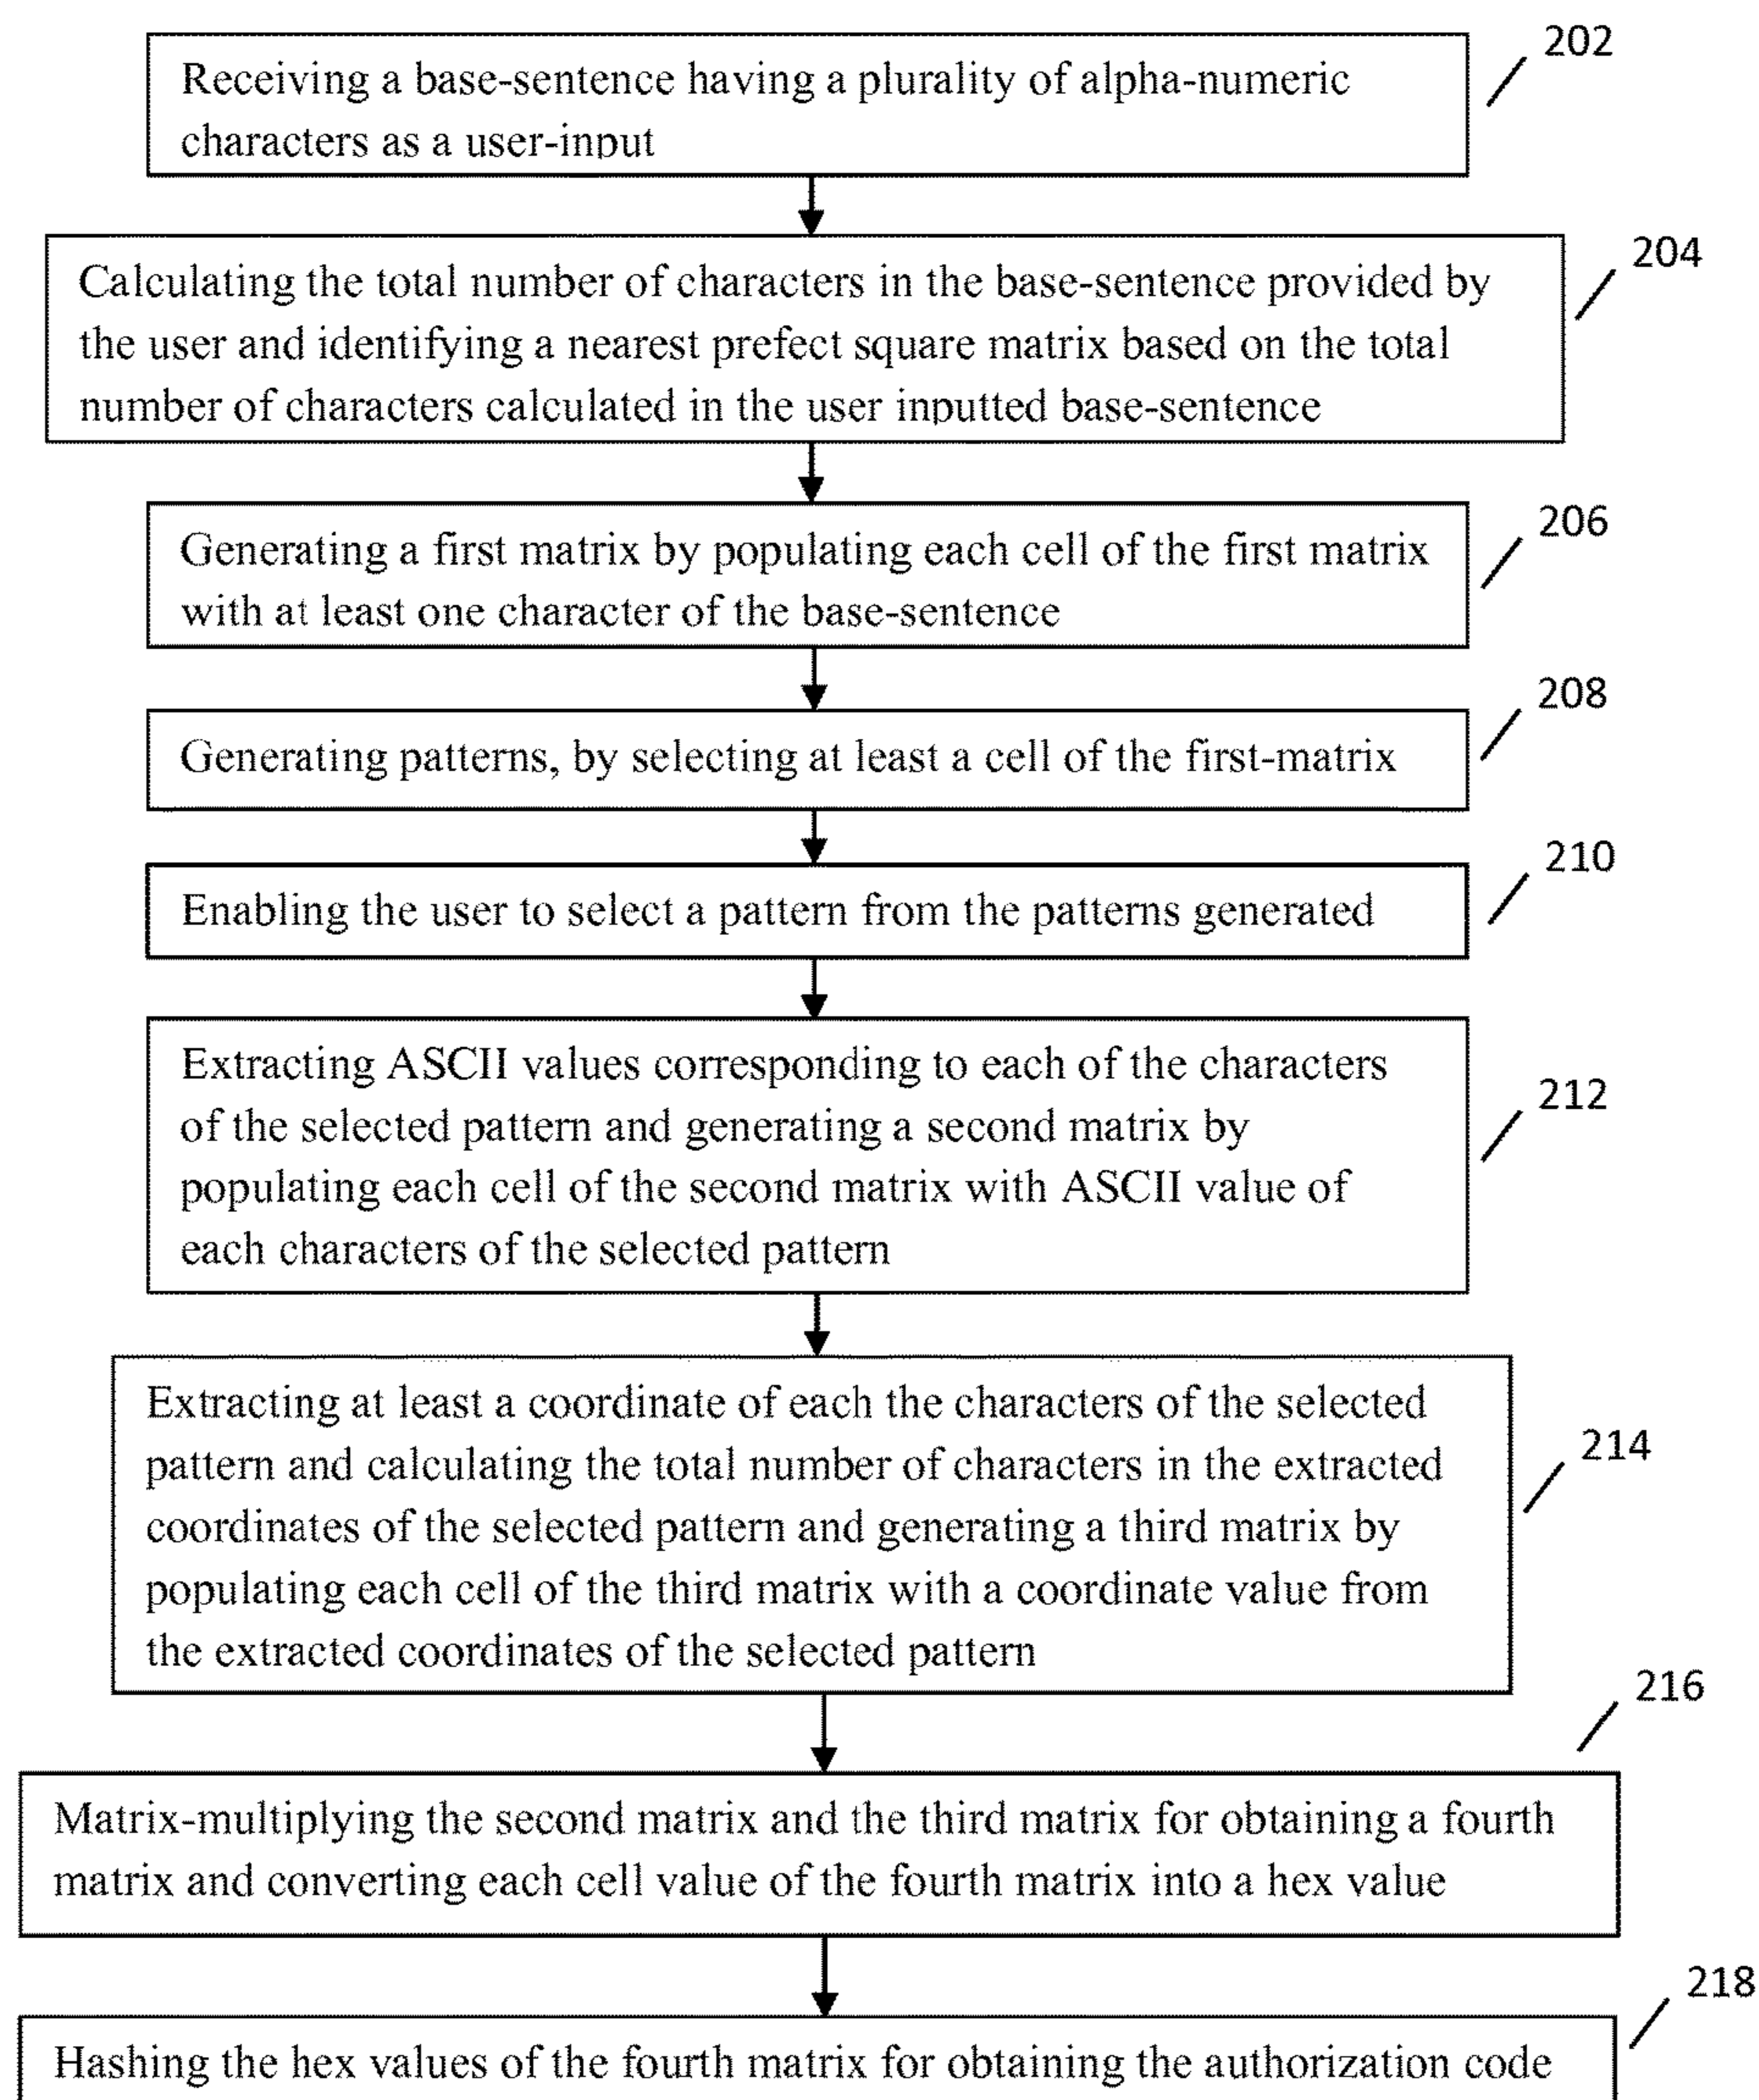 202
Receiving a base-sentence having a plurality of alpha-numeric
characters as a user-input
204
Calculating the total number of characters in the base-sentence provided by
the user and identifying a nearest prefect square matrix based on the total
number of characters calculated in the user inputted base-sentence
206
Generating a first matrix by populating each cell of the first matrix
with at least one character of the base-sentence
208
Generating patterns, by selecting at least a cell of the first-matrix
210
Enabling the user to select a pattern from the patterns generated
212
Extracting ASCII values corresponding to each of the characters
of the selected pattern and generating a second matrix by
populating each cell of the second matrix with ASCII value of
each characters of the selected pattern
214
Extracting at least a coordinate of each the characters of the selected
pattern and calculating the total number of characters in the extracted
coordinates of the selected pattern and generating a third matrix by
populating each cell of the third matrix with a coordinate value from
the extracted coordinates of the selected pattern
216
Matrix-multiplying the second matrix and the third matrix for obtaining a fourth
matrix and converting each cell value of the fourth matrix into a hex value
218
Hashing the hex values of the fourth matrix for obtaining the authorization code